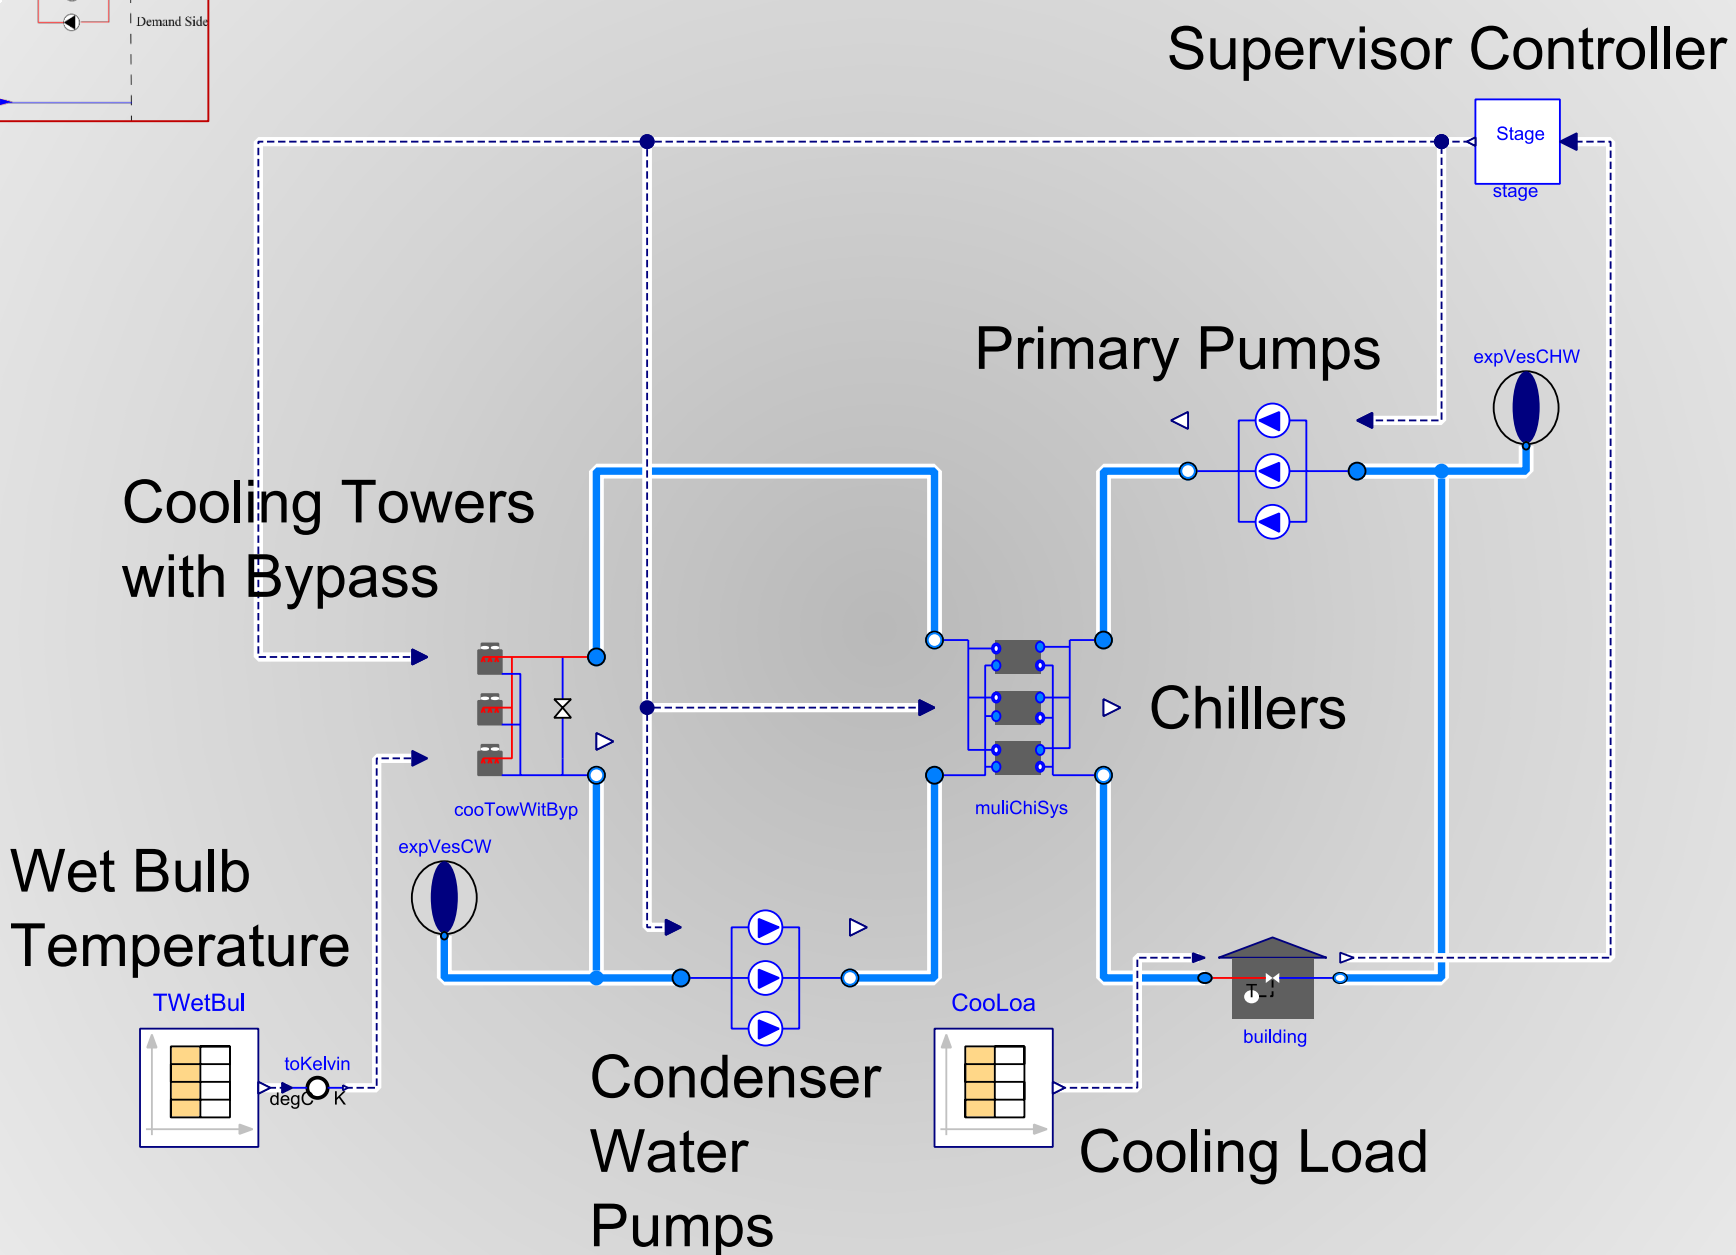 Demand Side
Supervisor Controller
Stage
stage
Primary Pumps
expVesCHW
Cooling Towers
with Bypass
Chillers
cooTowWitByp
muliChiSys
expVesCW
Wet Bulb
Temperature
TWetBul
CooLoa
T
building
toKelvin
degC
K
Condenser
Water
Pumps
Cooling Load